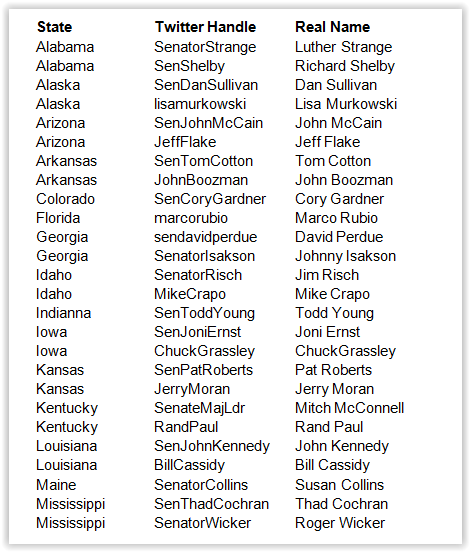 State Twitter Handle Real Name
Alabama SenatorStrange Luther Strange
Alabama SenShelby Richard Shelby
Alaska SenDanSullivan Dan Sullivan
Alaska lisamurkowski Lisa Murkowski
Arizona SenJohnMcCain John McCain
Arizona JeffFlake Jeff Flake
Arkansas SenTomCotton Tom Cotton
Arkansas JohnBoozman John Boozman
Colorado SenCoryGardner Cory Gardner
Florida marcorubio Marco Rubio
Georgia sendavidperdue David Perdue
Georgia SenatorIsakson Johnny Isakson
Idaho SenatorRisch Jim Risch
Idaho MikeCrapo Mike Crapo
Indianna SenToddYoung Todd Young
Iowa SenJoniErnst Joni Ernst
Iowa ChuckGrassley ChuckGrassley
Kansas SenPatRoberts Pat Roberts
Kansas JerryMoran Jerry Moran
Kentucky SenateMajLdr Mitch McConnell
Kentucky RandPaul Rand Paul
Louisiana SenJohnKennedy John Kennedy
Louisiana BillCassidy Bill Cassidy
Maine SenatorCollins Susan Collins
Mississippi SenThadCochran Thad Cochran
Mississippi SenatorWicker Roger Wicker